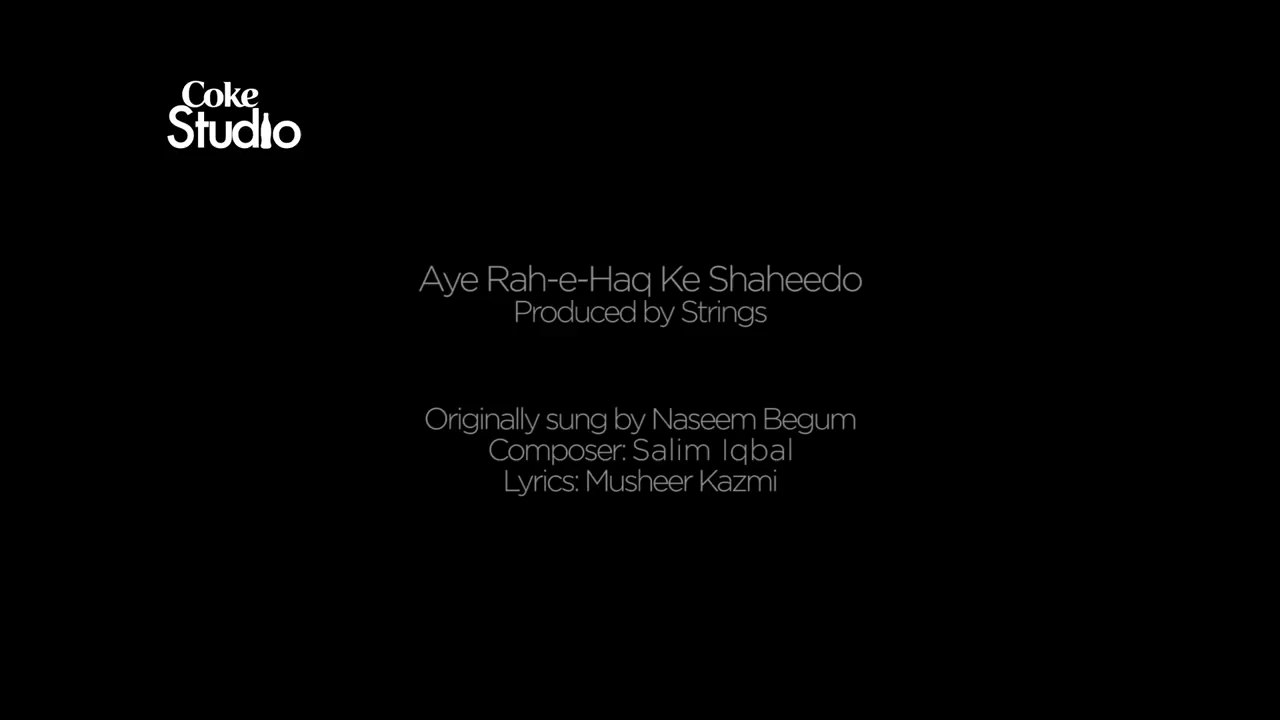 Coke
Studio
Aye Rah-e-Haq Ke Shaheedo
Produced by Strings
Originally sung by Naseem Begum
Composer: Salim Iqbal
Lyrics: Musheer Kazmi